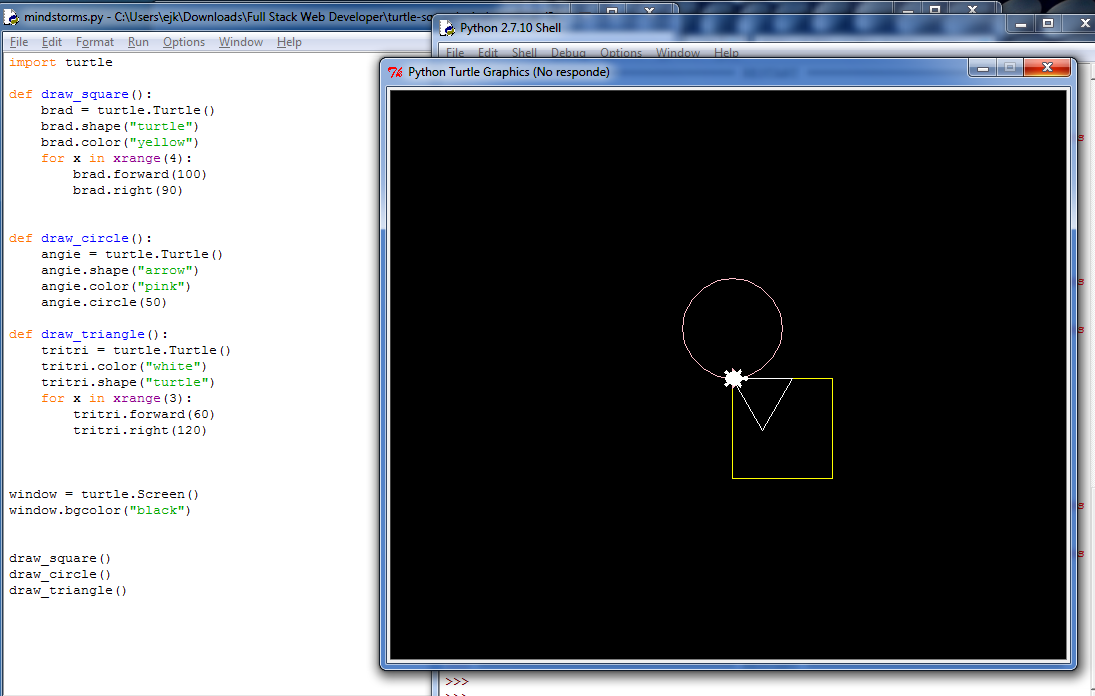 mindstorms.py - C:\Users\ejk\Downloads\Full Stack Web Developer\turtle-
File Edit Format Run Options Window Help
import turtle
def draw_square():
brad = turtle.Turtle()
brad.shape("turtle")
brad.color("yellow")
for x in xrange(4):
brad.forward(100)
brad.right(90)
def draw_circle():
angie = turtle.Turtle()
angie.shape("arrow")
angie.color("pink")
angie.circle(50)
def draw_triangle():
tritri = turtle.Turtle()
tritri.color("white")
tritri.shape("turtle")
for x in xrange(3):
tritri.forward(60)
tritri.right(120)
window = turtle.Screen()
window.bgcolor("black")
draw_square()
draw_circle()
draw_triangle()
Python 2.7.10 Shell
File Edit Shell Debug Options Window Help
Python Turtle Graphics (No responde)
s
s
s
s
s
>>>
>>>